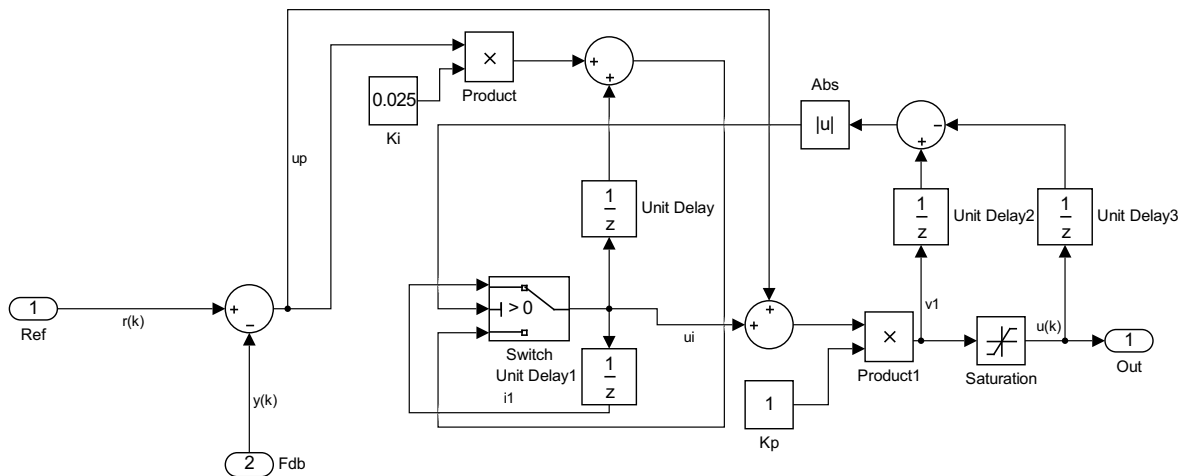 ×
Product
0.025
Ki
+
+
Abs
|u|
−
+
up
1
z
Unit Delay
1
z
Unit Delay2
1
z
Unit Delay3
1
Ref
r(k)
+
−
> 0
Switch
ui
+
+
×
Product1
v1
Saturation
u(k)
1
Out
Unit Delay1
1
z
i1
1
Kp
y(k)
2
Fdb